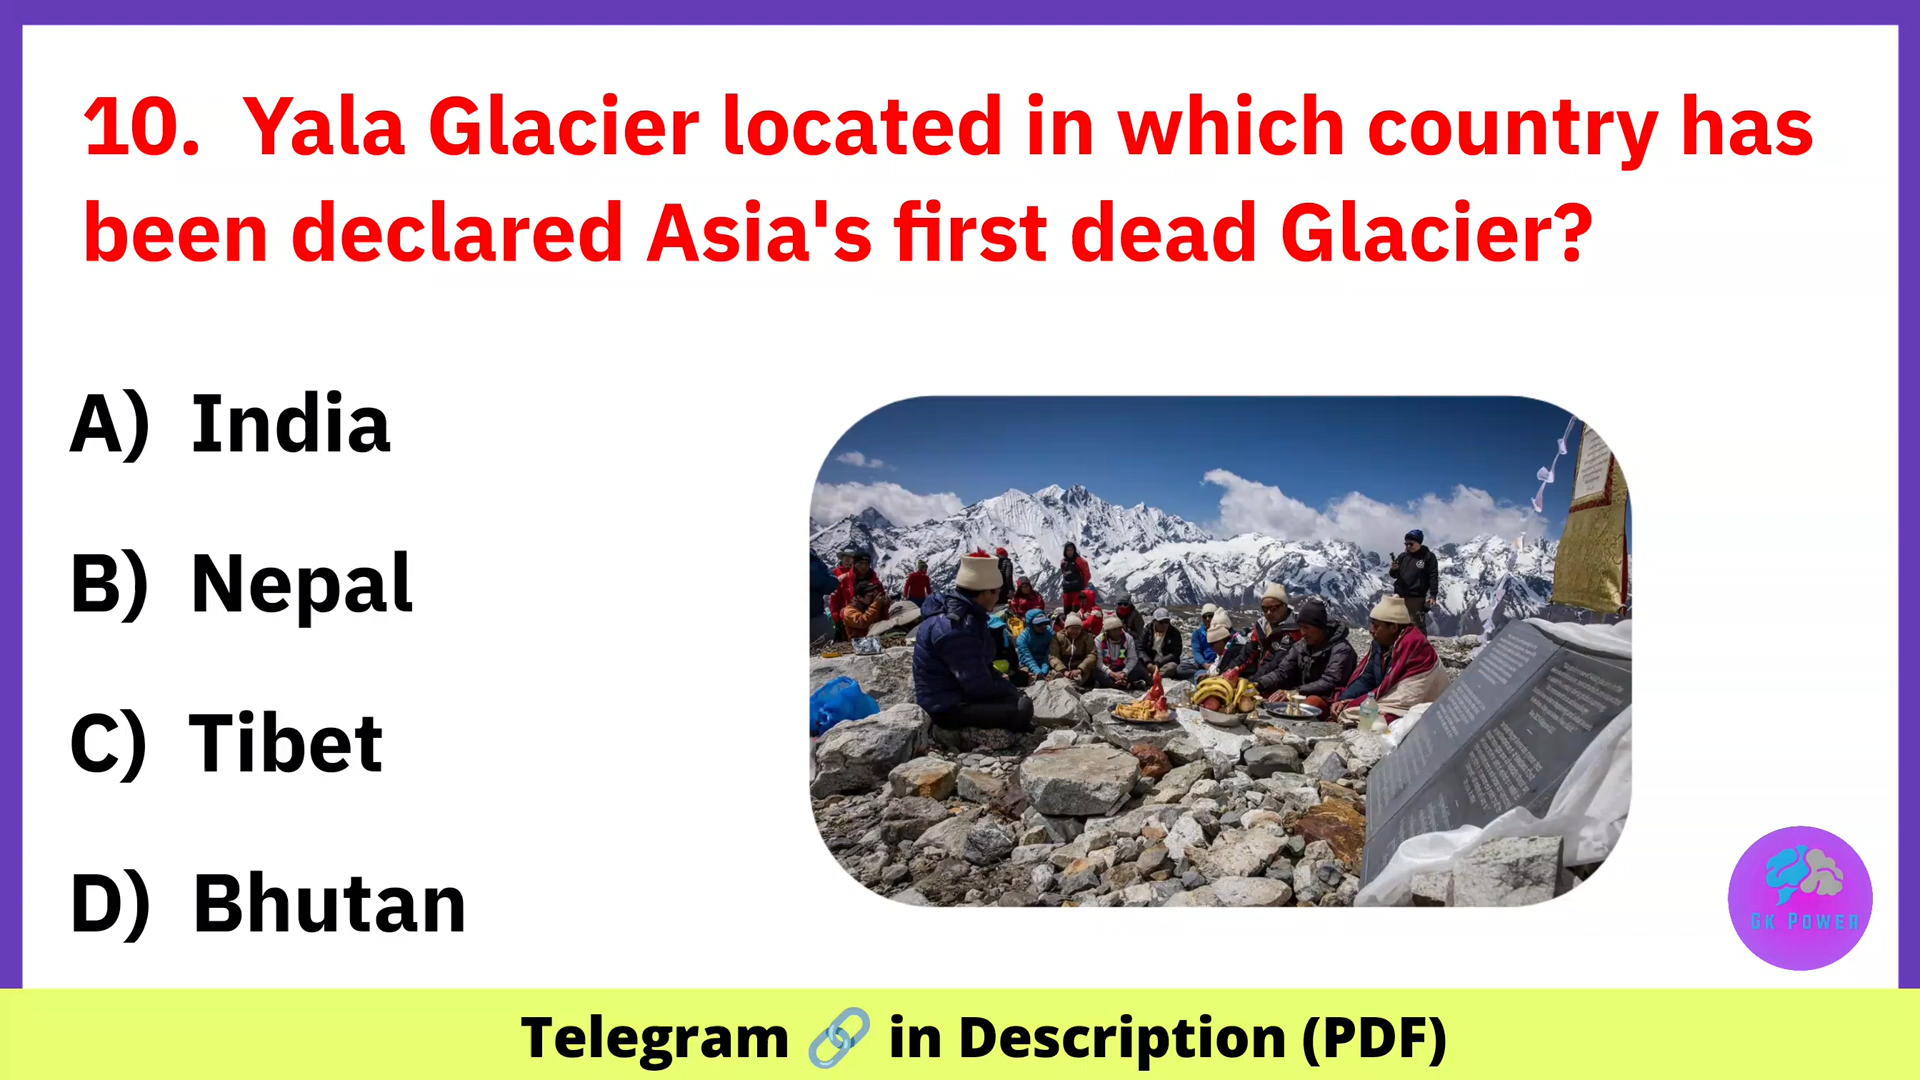 10. Yala Glacier located in which country has
been declared Asia's first dead Glacier?
A) India
B) Nepal
C) Tibet
D) Bhutan
GK POWER
Telegram 🔗 in Description (PDF)